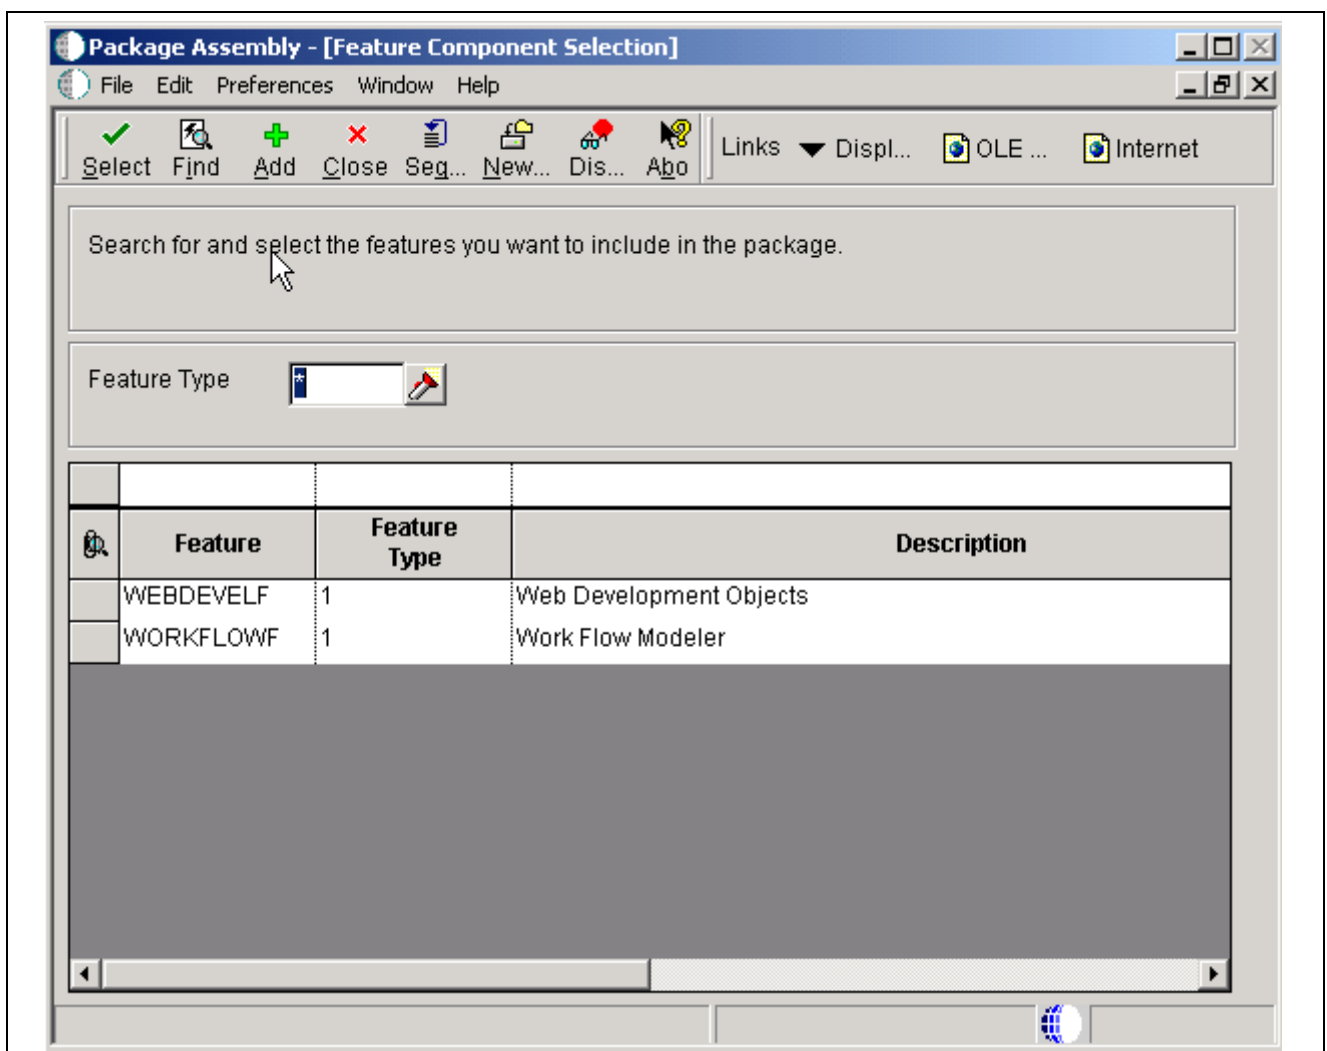 Package Assembly - [Feature Component Selection]
File Edit Preferences Window Help
Select Find Add Close Seq... New... Dis... Abo Links Displ... OLE ... Internet
Search for and select the features you want to include in the package.
Feature Type *
Feature Feature Type Description
WEBDEVELF 1 Web Development Objects
WORKFLOWF 1 Work Flow Modeler